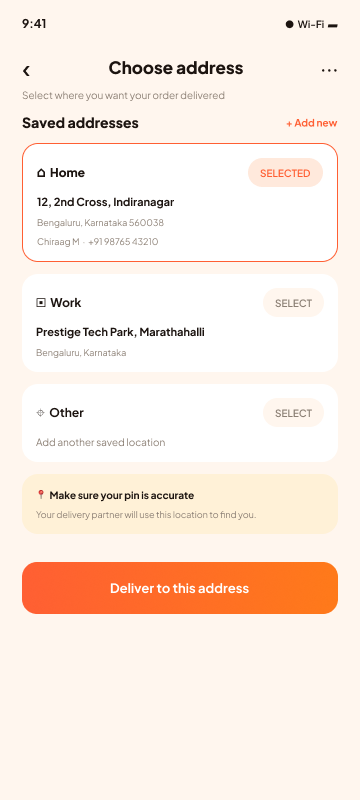 9:41
● Wi-Fi ▬
‹ Choose address ···
Select where you want your order delivered
Saved addresses
+ Add new
⌂ Home
SELECTED
12, 2nd Cross, Indiranagar
Bengaluru, Karnataka 560038
Chiraag M · +91 98765 43210
▣ Work
SELECT
Prestige Tech Park, Marathahalli
Bengaluru, Karnataka
⌖ Other
SELECT
Add another saved location
📍 Make sure your pin is accurate
Your delivery partner will use this location to find you.
Deliver to this address